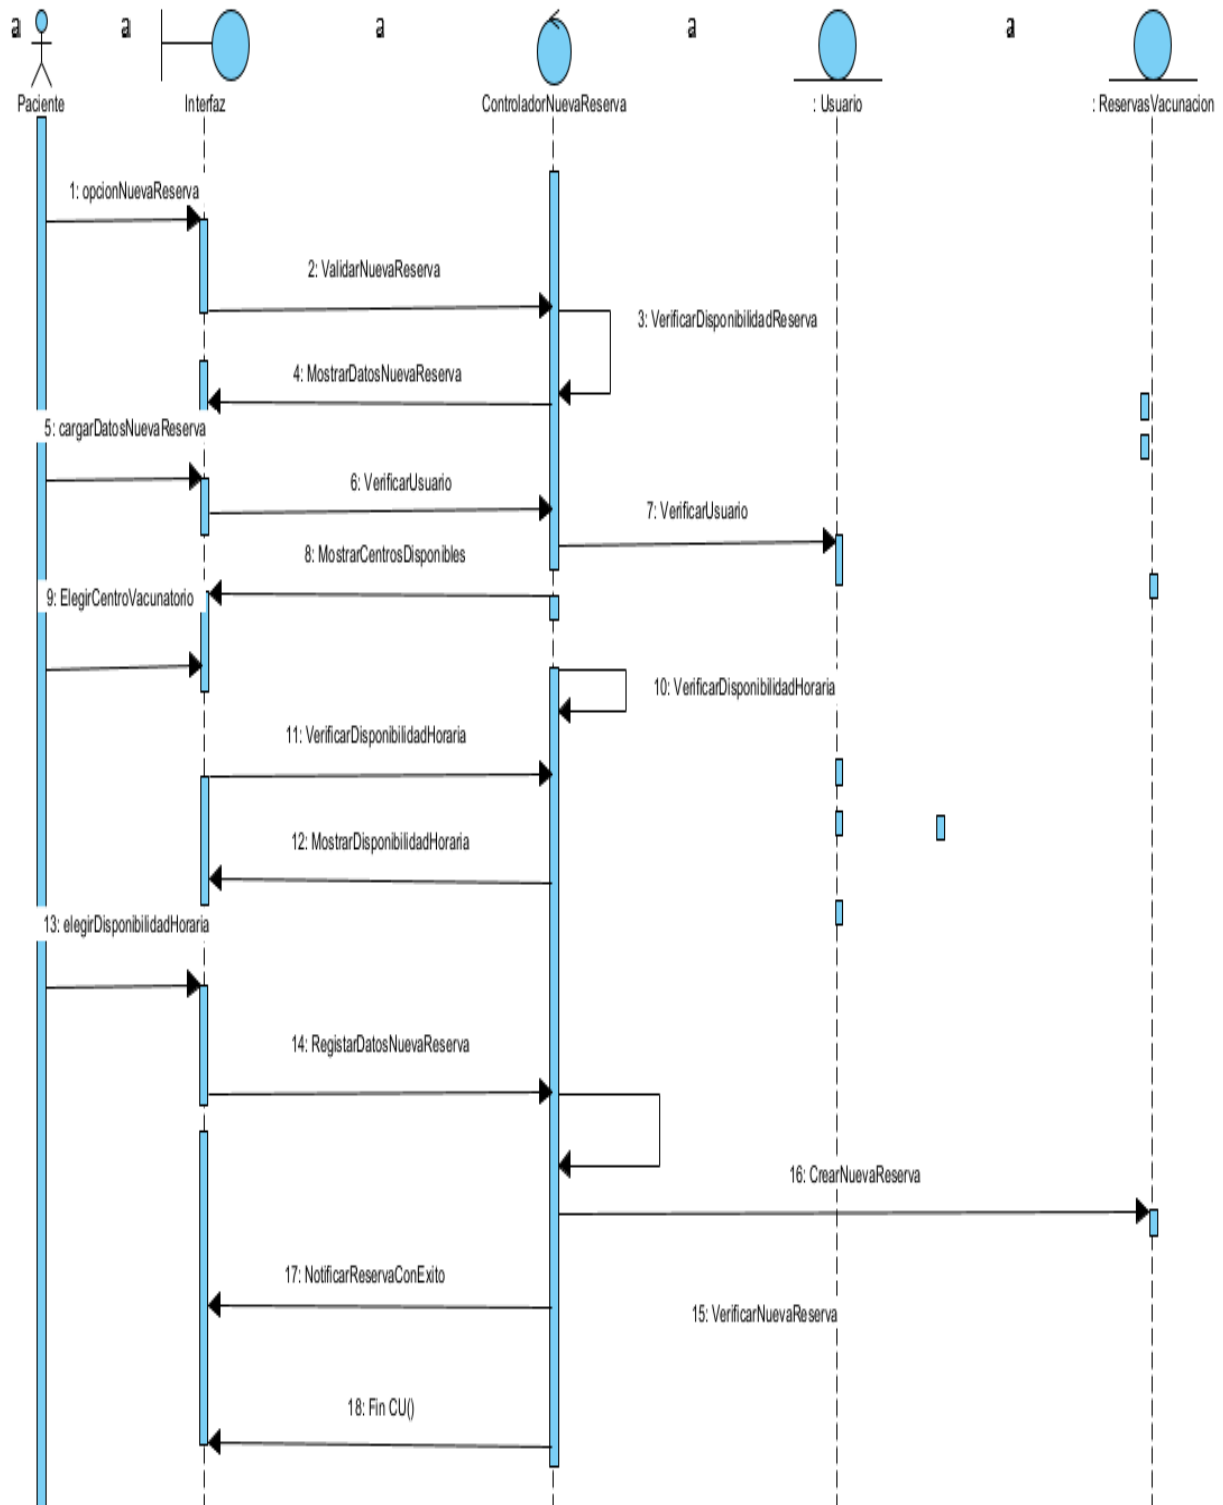 a a a a a
Paciente Interfaz ControladorNuevaReserva : Usuario : ReservasVacunacion
1: opcionNuevaReserva
2: ValidarNuevaReserva
3: VerificarDisponibilidadReserva
4: MostrarDatosNuevaReserva
5: cargarDatosNuevaReserva
6: VerificarUsuario
7: VerificarUsuario
8: MostrarCentrosDisponibles
9: ElegirCentroVacunatorio
10: VerificarDisponibilidadHoraria
11: VerificarDisponibilidadHoraria
12: MostrarDisponibilidadHoraria
13: elegirDisponibilidadHoraria
14: RegistarDatosNuevaReserva
16: CrearNuevaReserva
17: NotificarReservaConExito
15: VerificarNuevaReserva
18: Fin CU()